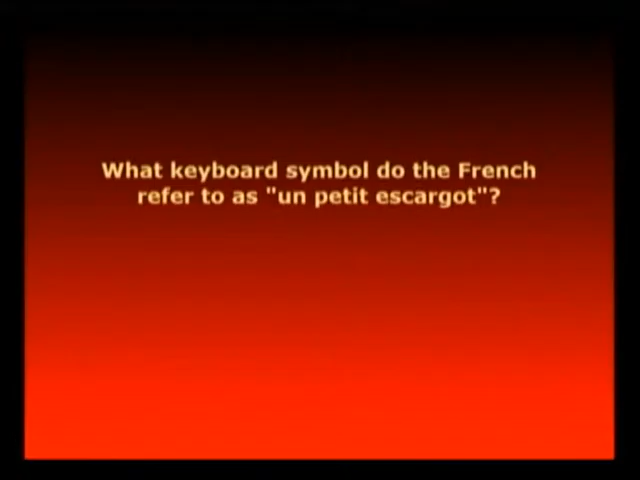 What keyboard symbol do the French
refer to as "un petit escargot"?